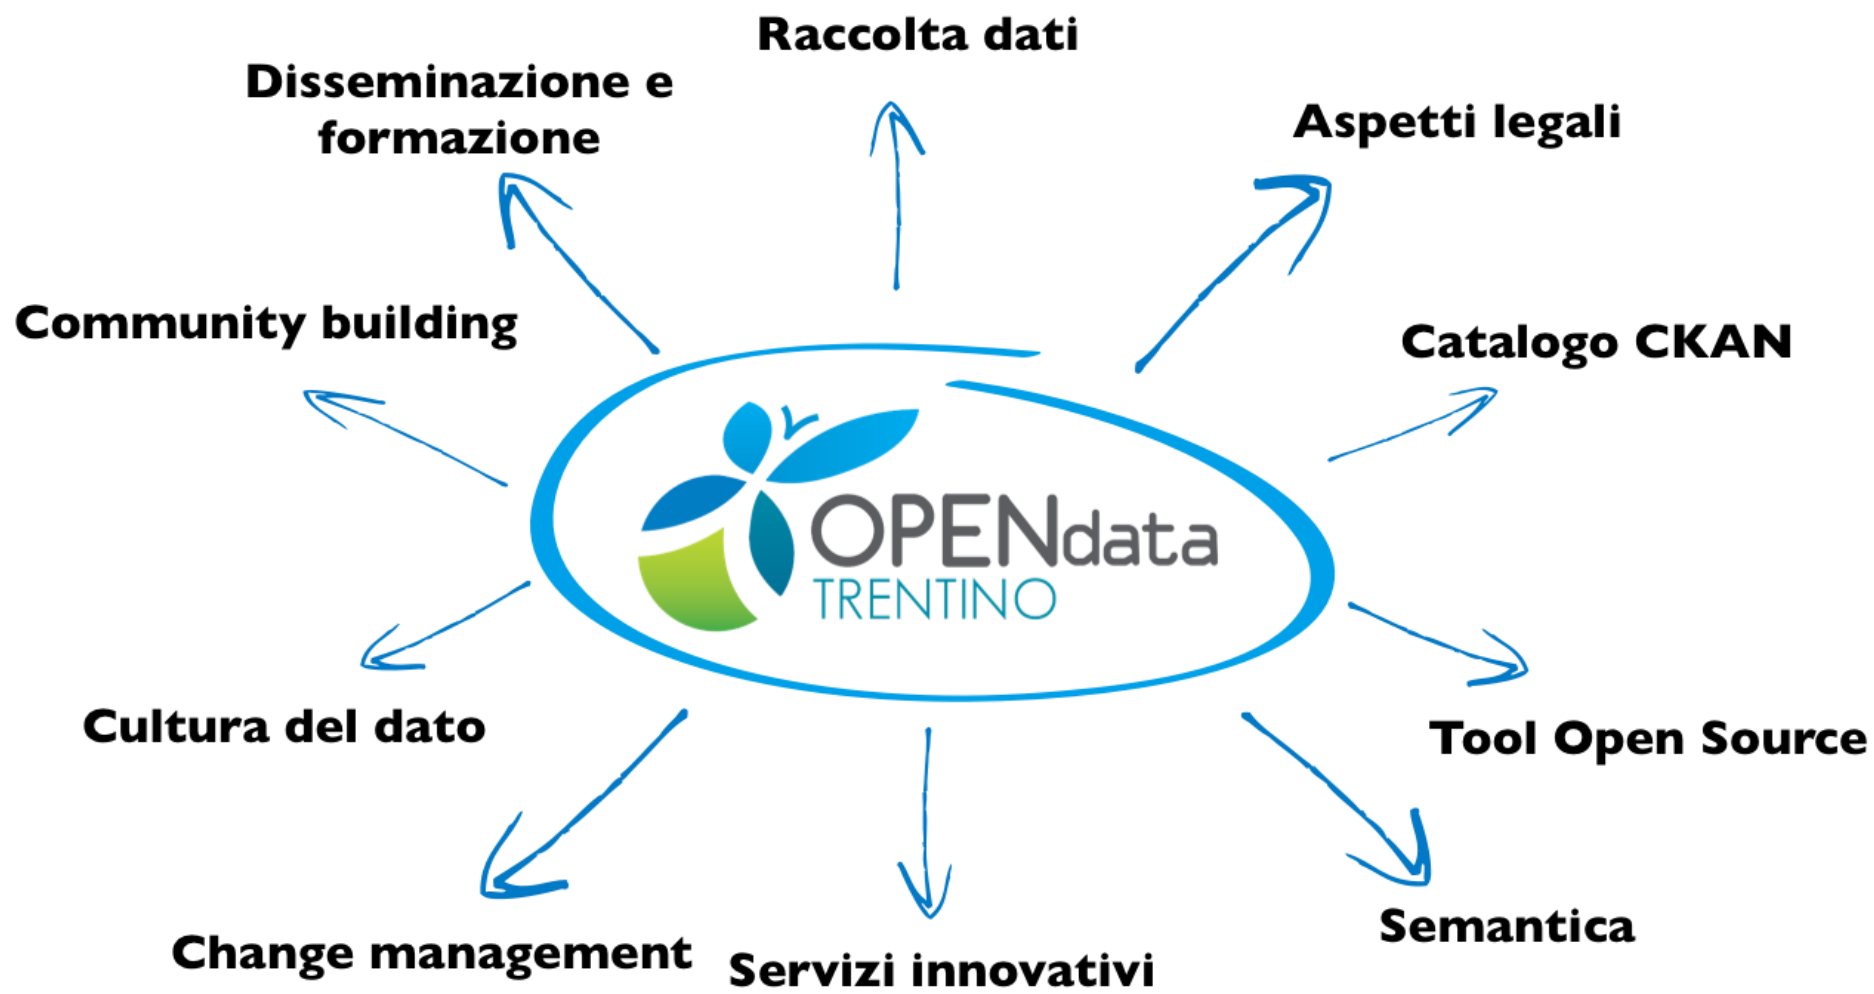 Raccolta dati
Disseminazione e
formazione
Aspetti legali
Community building
Catalogo CKAN
OPENdata
TRENTINO
Cultura del dato
Tool Open Source
Change management
Servizi innovativi
Semantica